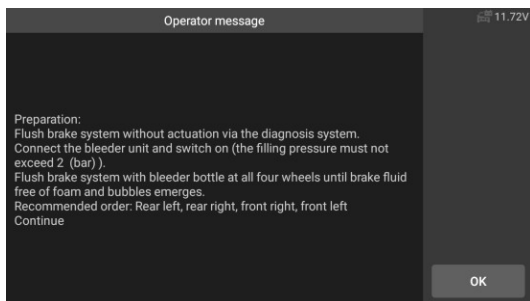 Operator message
11.72V
Preparation:
Flush brake system without actuation via the diagnosis system.
Connect the bleeder unit and switch on (the filling pressure must not
exceed 2  (bar) ).
Flush brake system with bleeder bottle at all four wheels until brake fluid
free of foam and bubbles emerges.
Recommended order: Rear left, rear right, front right, front left
Continue
OK